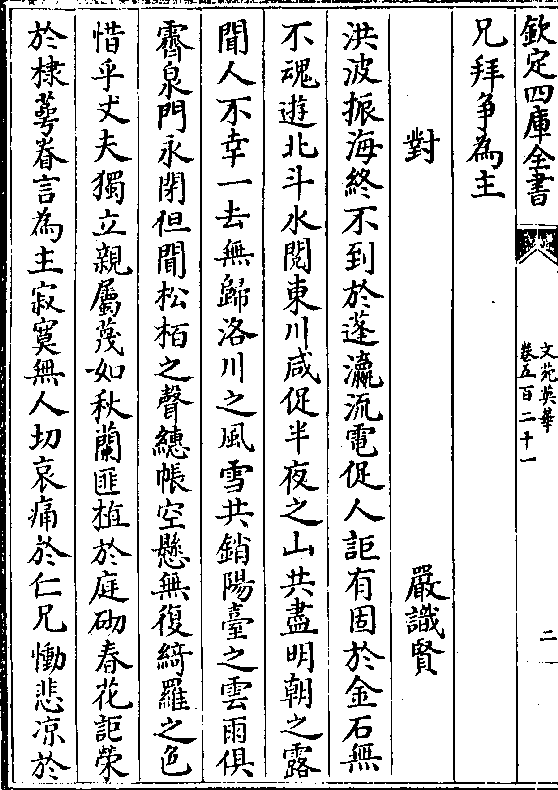 欽定四庫全書
文苑英華
卷五百二十一
二
兄拜爭為主
對
嚴識賢
洪波振海終不到於蓬瀛流電促人詎有固於金石無
不魂遊北斗水閱東川咸促半夜之山共盡明朝之露
聞人不幸一去無歸洛川之風雪共銷陽臺之雲雨俱
霽泉門永閉但聞松栢之聲繐帳空懸無復綺羅之色
惜乎丈夫獨立親屬蔑如秋蘭匪植於庭砌春花詎榮
於棣蕚眷言為主寂寞無人切哀痛於仁兄慟悲凉於